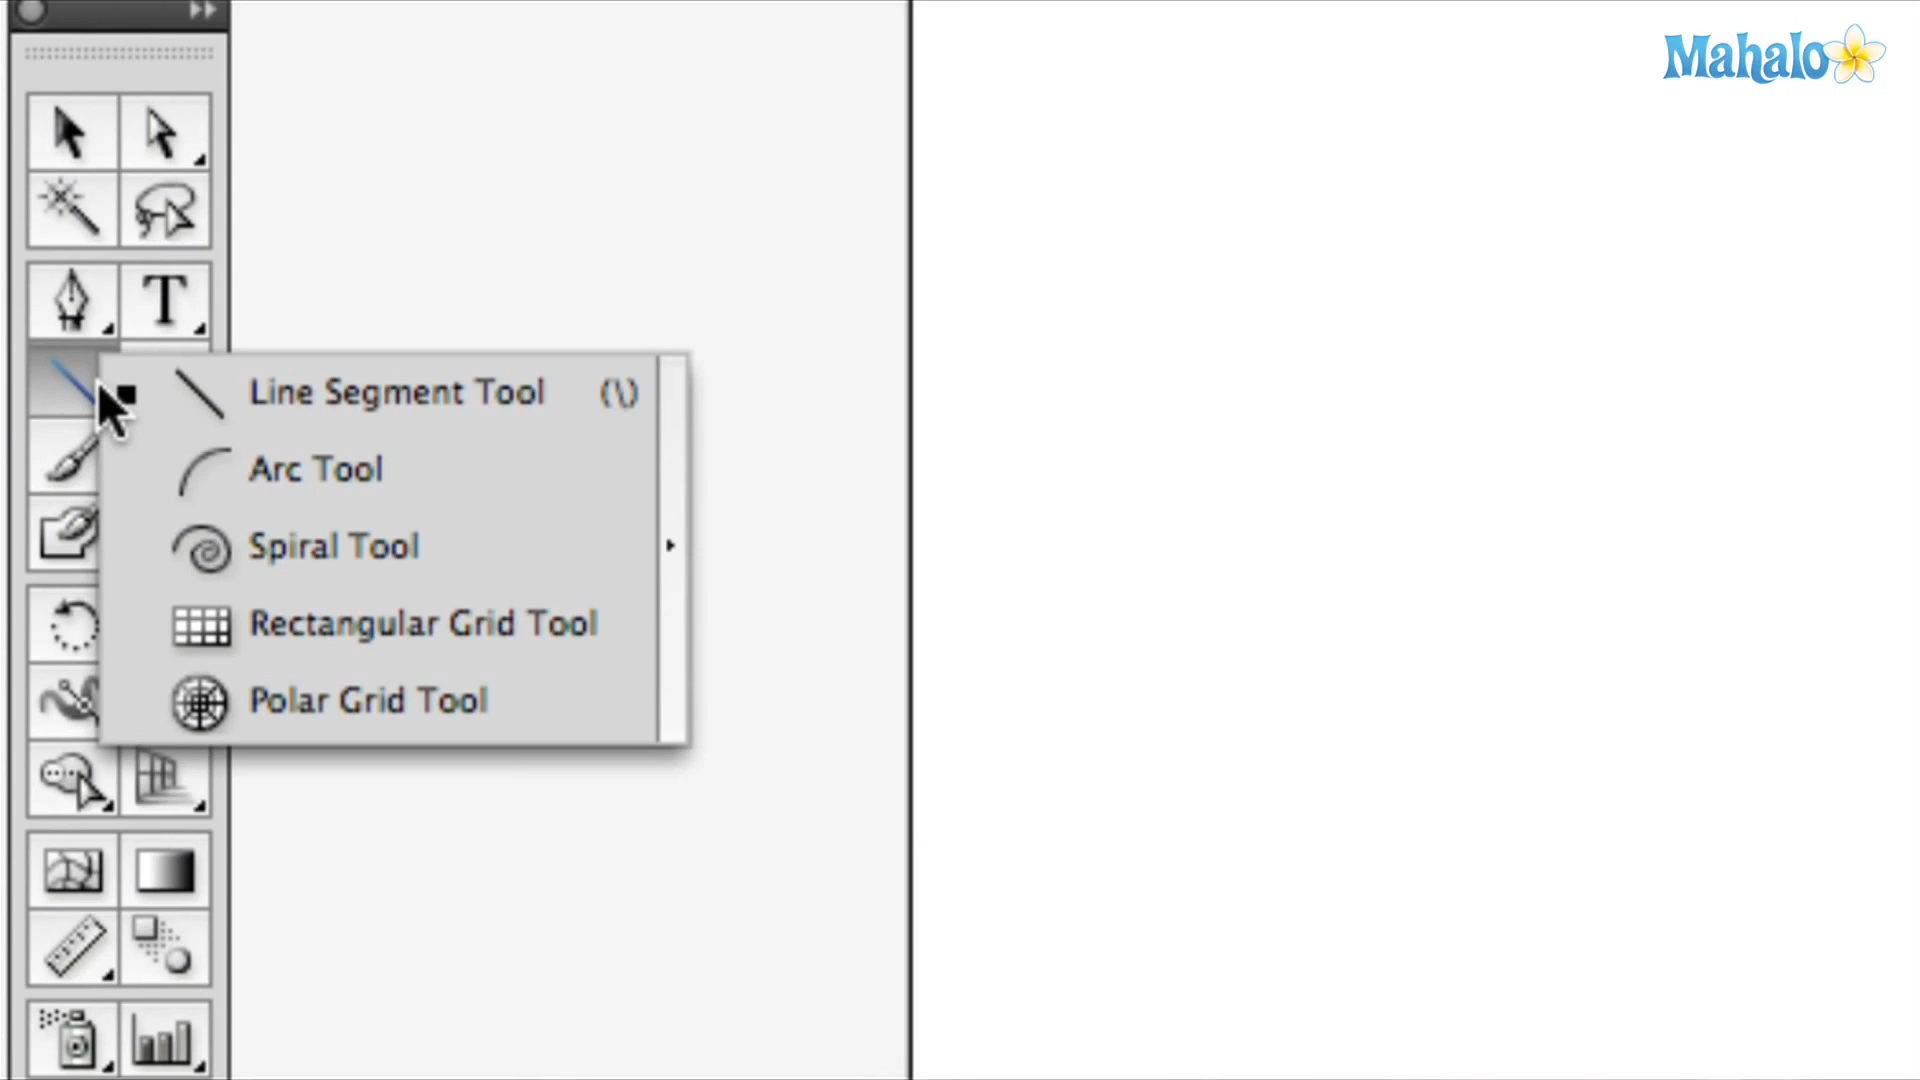 Mahalo
T
Line Segment Tool (\)
Arc Tool
Spiral Tool
Rectangular Grid Tool
Polar Grid Tool